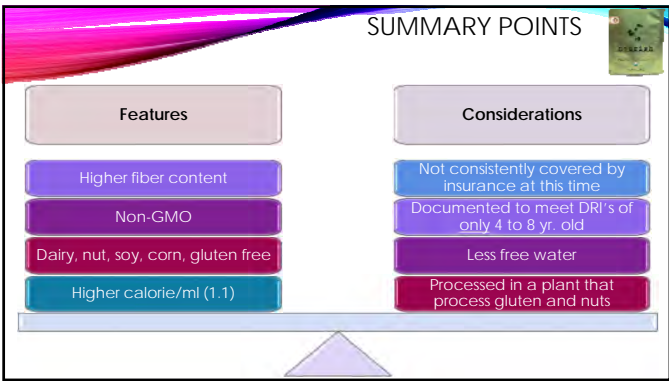 SUMMARY POINTS
nourish
Features
Higher fiber content
Non-GMO
Dairy, nut, soy, corn, gluten free
Higher calorie/ml (1.1)
Considerations
Not consistently covered by
insurance at this time
Documented to meet DRI's of
only 4 to 8 yr. old
Less free water
Processed in a plant that
process gluten and nuts